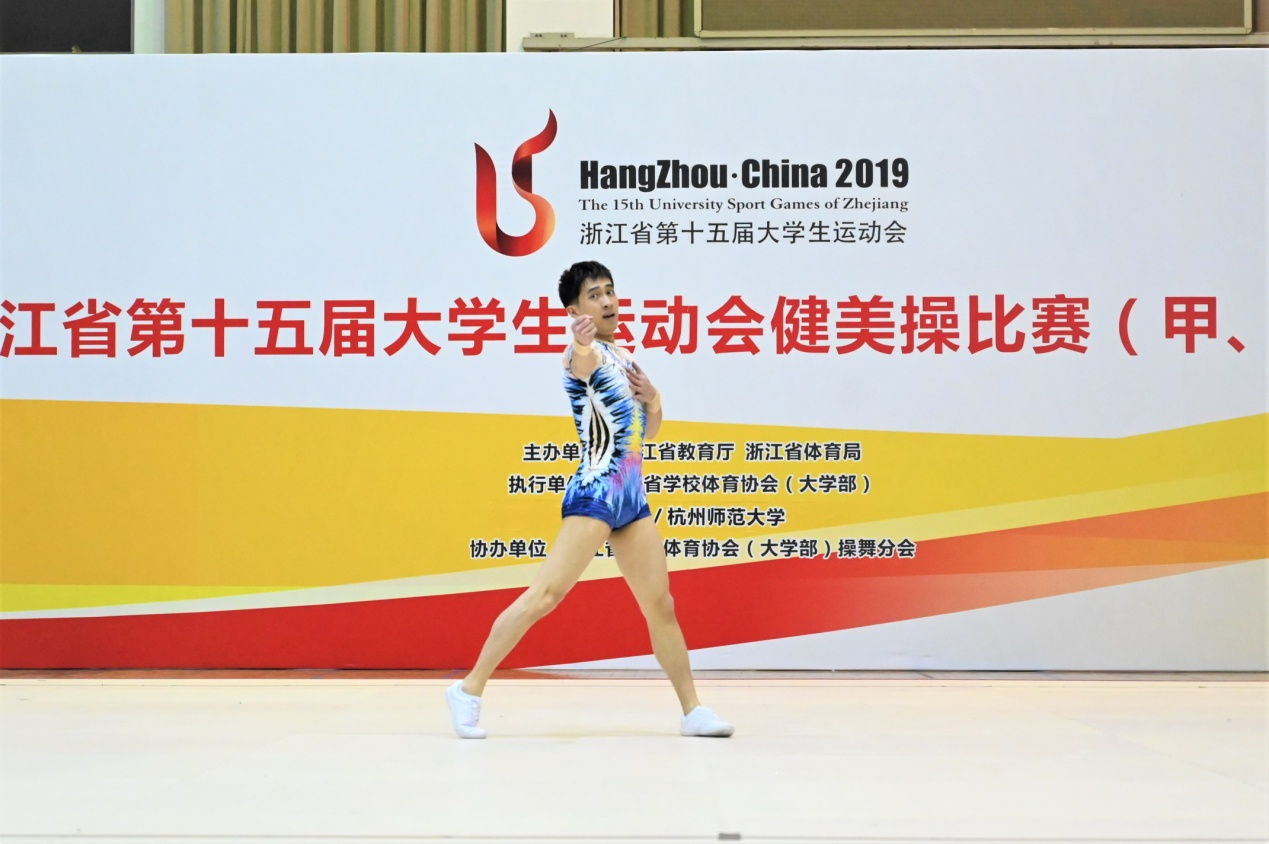 HangZhou·China 2019
The 15th University Sport Games of Zhejiang
浙江省第十五届大学生运动会
江省第十五届大学生运动会健美操比赛（甲、
主办单 江省教育厅 浙江省体育局
执行单 省学校体育协会（大学部）
/ 杭州师范大学
协办单位 江省 体育协会（大学部）操舞分会